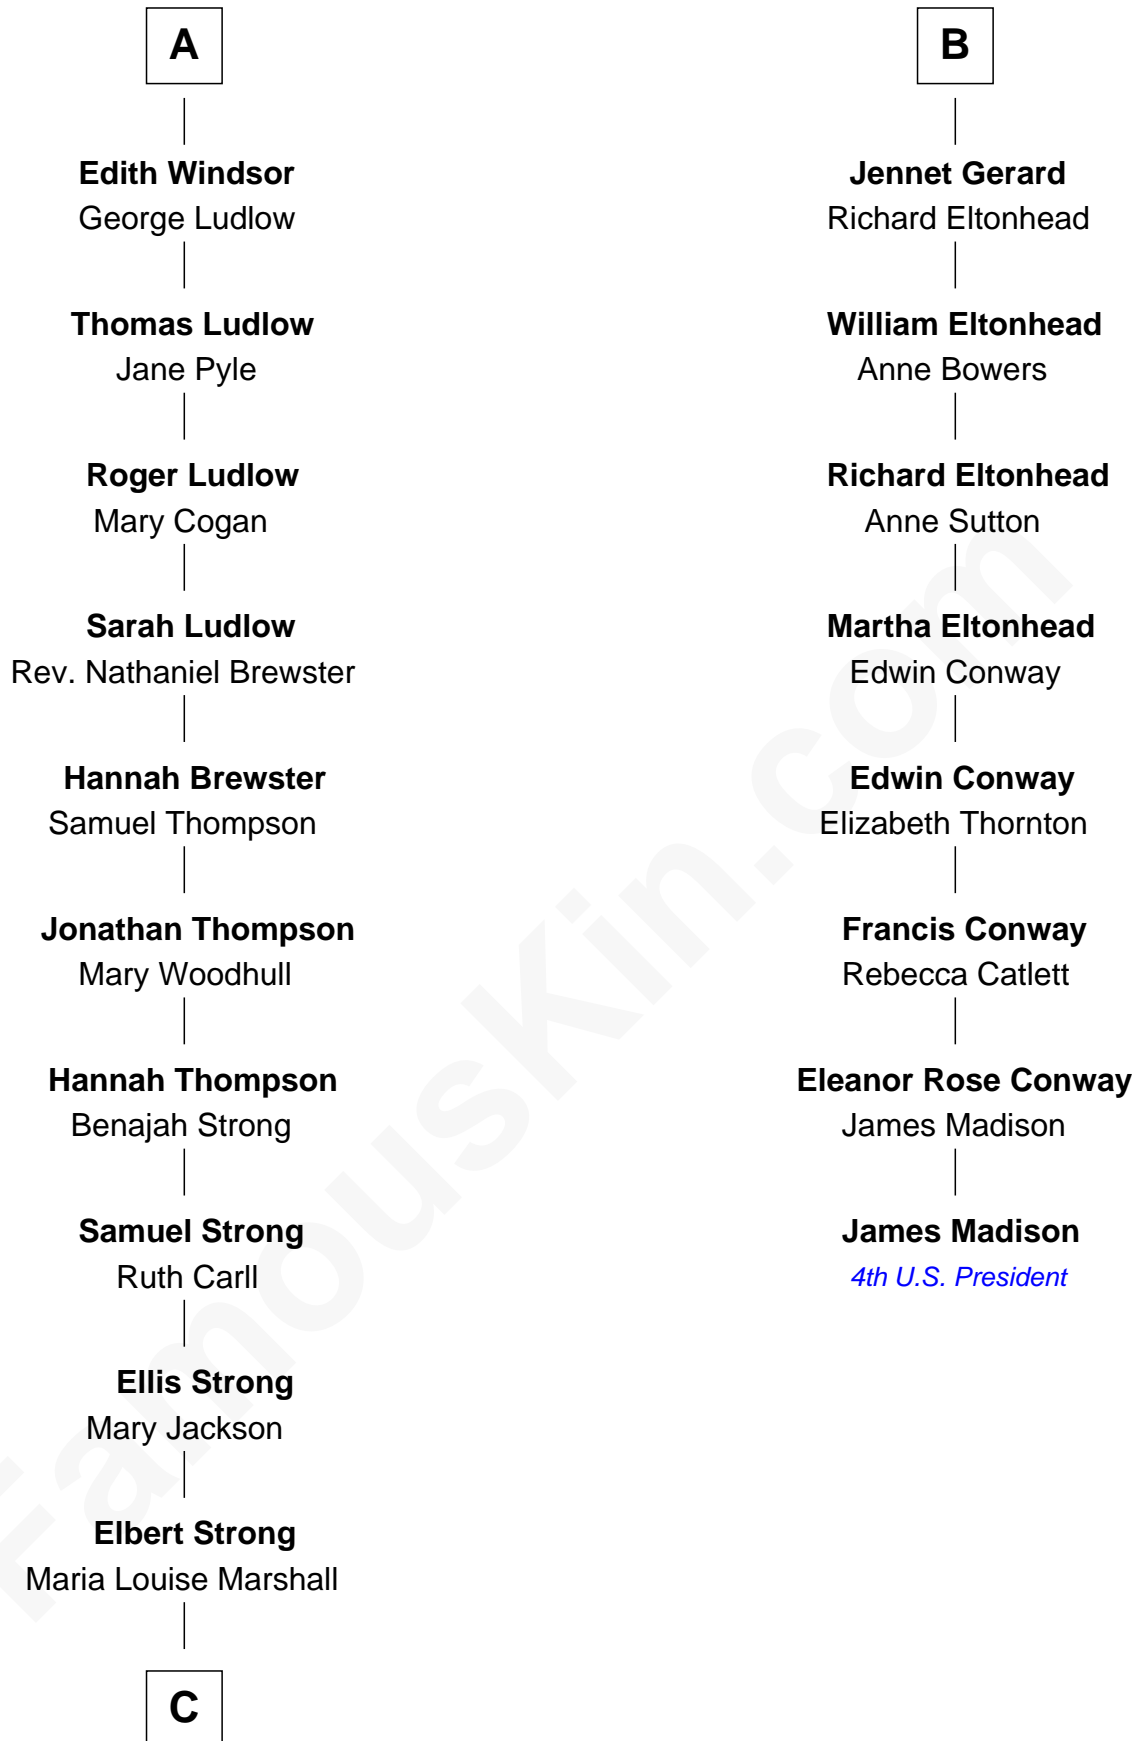 A
Edith Windsor
George Ludlow
Thomas Ludlow
Jane Pyle
Roger Ludlow
Mary Cogan
Sarah Ludlow
Rev. Nathaniel Brewster
Hannah Brewster
Samuel Thompson
Jonathan Thompson
Mary Woodhull
Hannah Thompson
Benajah Strong
Samuel Strong
Ruth Carll
Ellis Strong
Mary Jackson
Elbert Strong
Maria Louise Marshall
C
B
Jennet Gerard
Richard Eltonhead
William Eltonhead
Anne Bowers
Richard Eltonhead
Anne Sutton
Martha Eltonhead
Edwin Conway
Edwin Conway
Elizabeth Thornton
Francis Conway
Rebecca Catlett
Eleanor Rose Conway
James Madison
James Madison
4th U.S. President
FamousKin.com